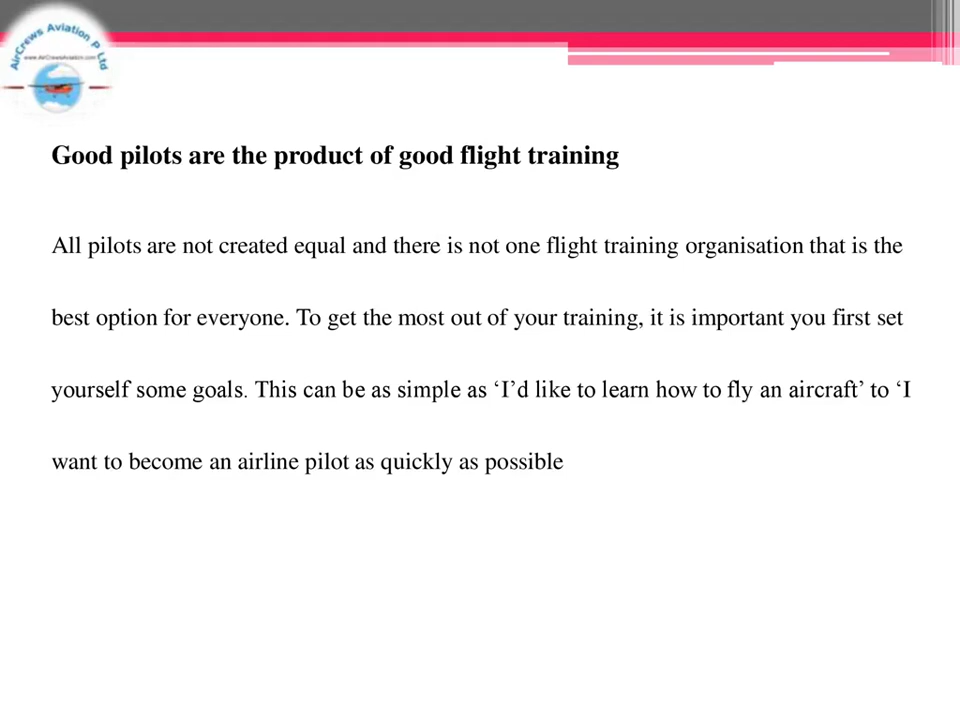 AirCrews Aviation P Ltd
www.AirCrewsAviation.com
Good pilots are the product of good flight training
All pilots are not created equal and there is not one flight training organisation that is the
best option for everyone. To get the most out of your training, it is important you first set
yourself some goals. This can be as simple as ‘I’d like to learn how to fly an aircraft’ to ‘I
want to become an airline pilot as quickly as possible